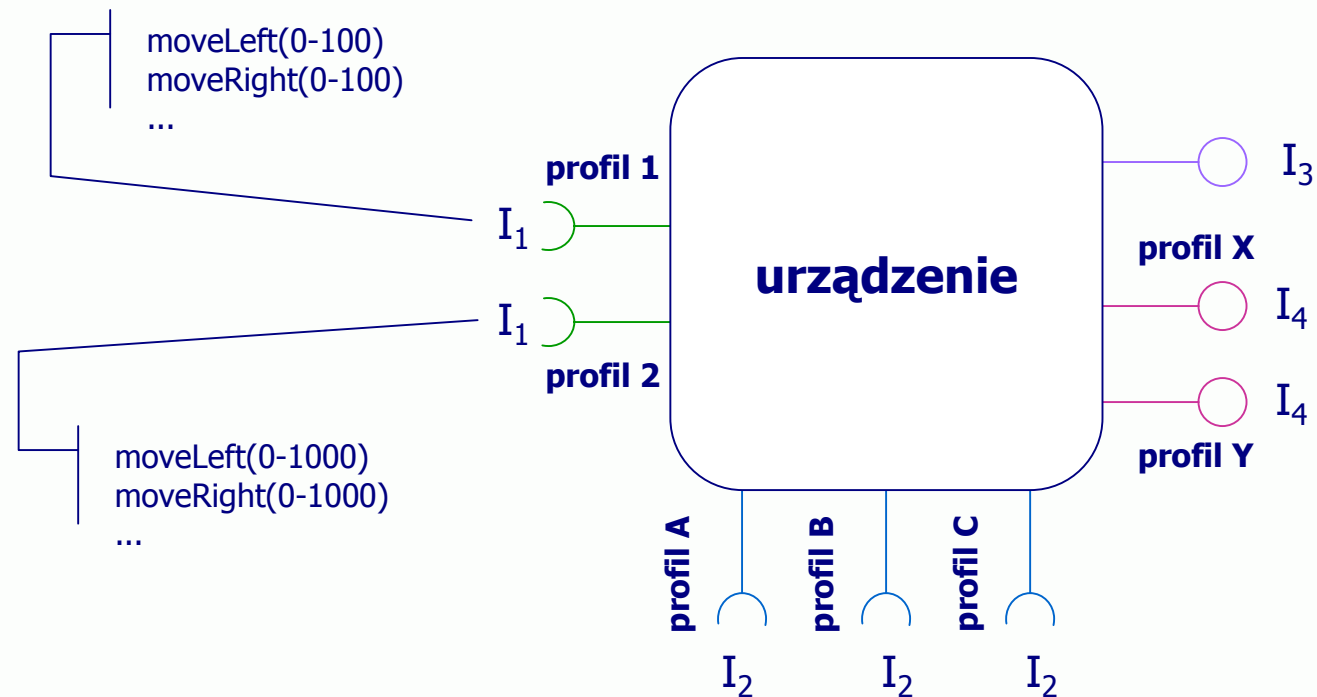 moveLeft(0-100)
moveRight(0-100)
...
profil 1
I₁
I₁
profil 2
moveLeft(0-1000)
moveRight(0-1000)
...
urządzenie
I₃
profil X
I₄
I₄
profil Y
profil A
profil B
profil C
I₂
I₂
I₂